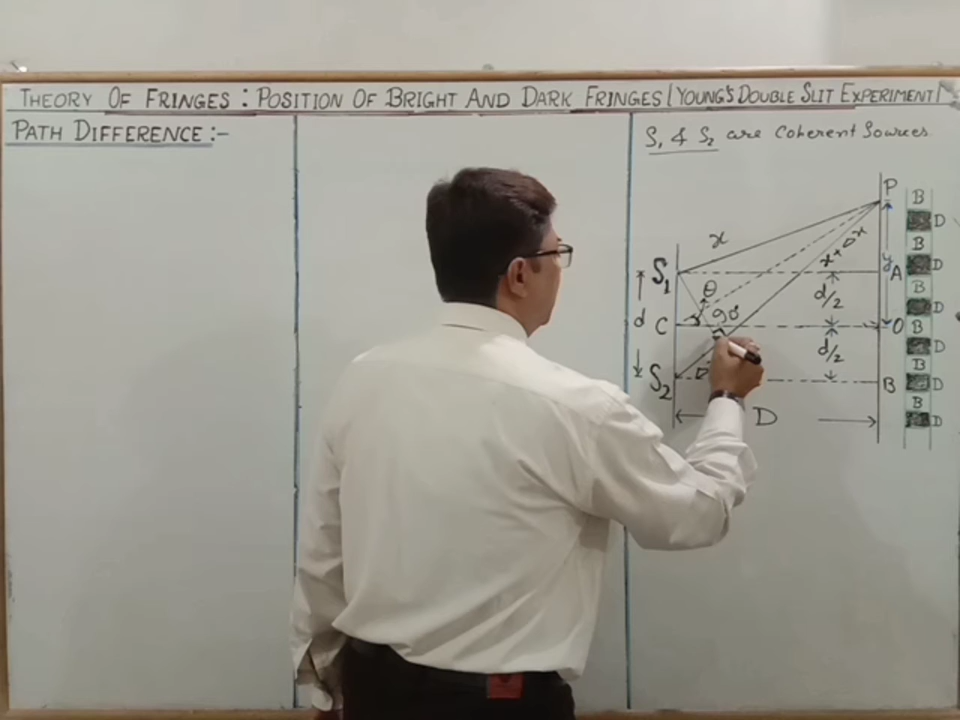 THEORY OF FRINGES : POSITION OF BRIGHT AND DARK FRINGES ( YOUNG'S DOUBLE SLIT EXPERIMENT )
PATH DIFFERENCE :-
S₁ & S₂ are Coherent Sources
P
B
D
x
x + Δx
y
B
S₁
A
D
θ
d/2
B
90°
D
d
C
O
B
d/2
D
B
S₂
B
D
D
B
D